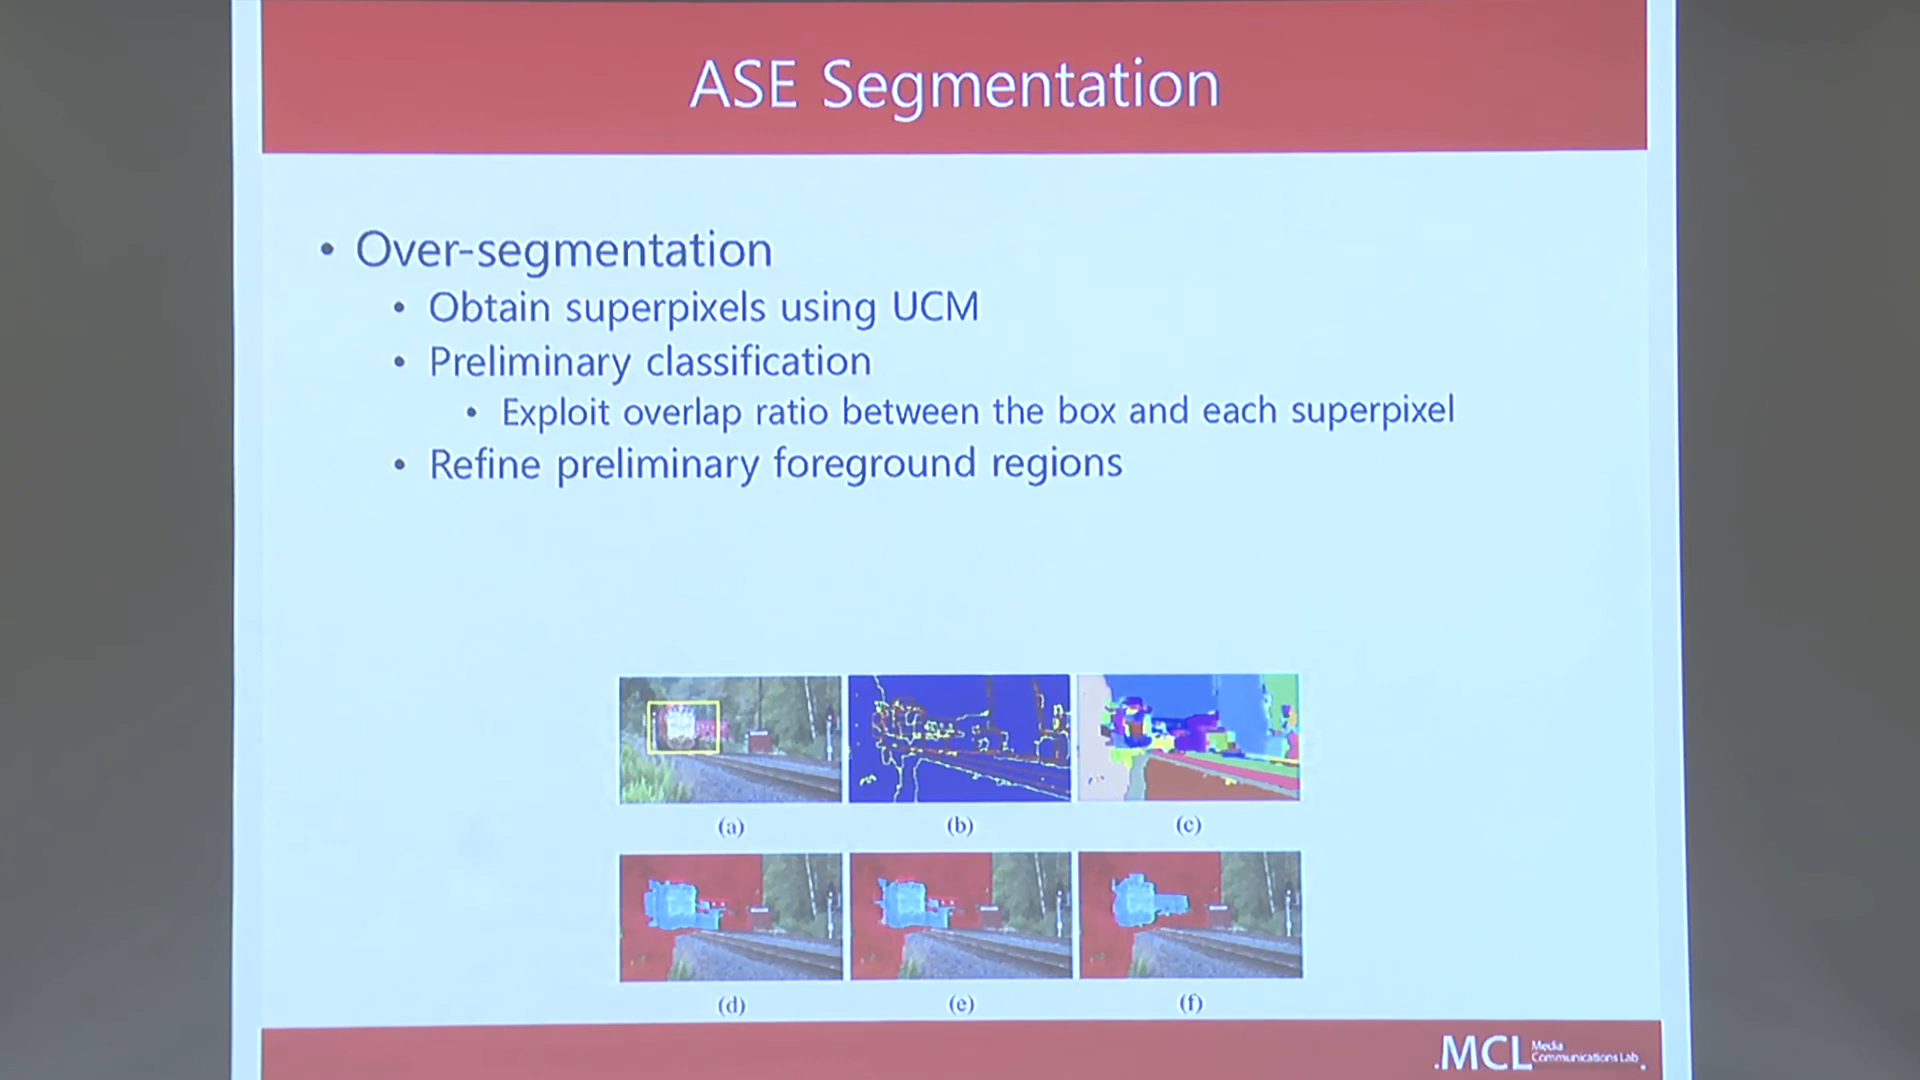 ASE Segmentation
• Over-segmentation
• Obtain superpixels using UCM
• Preliminary classification
• Exploit overlap ratio between the box and each superpixel
• Refine preliminary foreground regions
(a) (b) (c)
(d) (e) (f)
MCL Media
Communications Lab